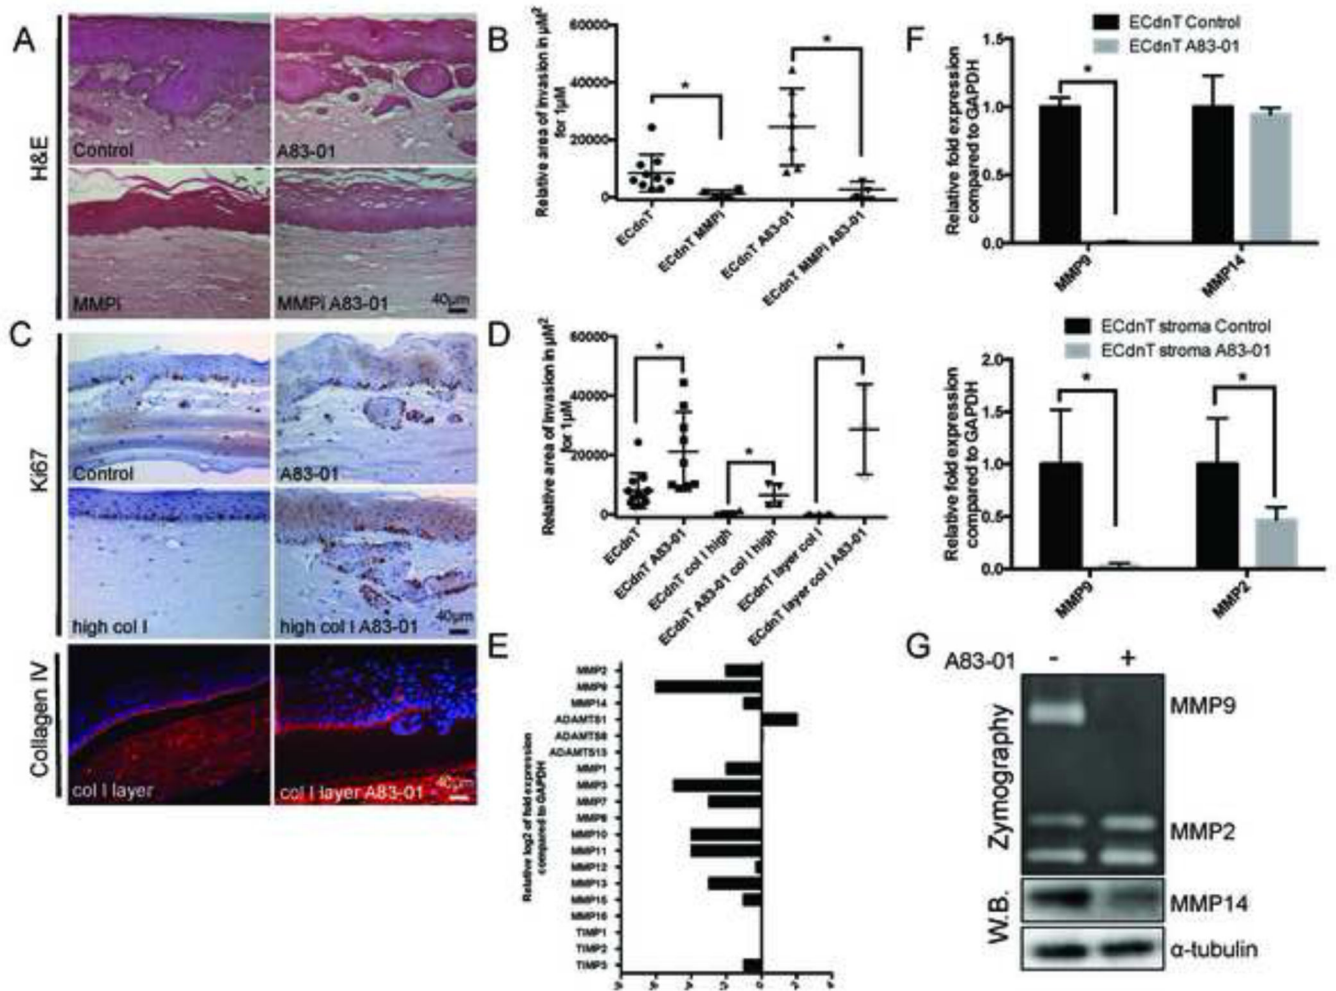 A
H&E
Control
A83-01
MMPi
MMPi A83-01
40µm
B
Relative area of invasion in µM2
for 1µM
60000
40000
20000
0
*
*
ECdnT
ECdnT MMPi
ECdnT A83-01
ECdnT MMPi A83-01
C
Ki67
Control
A83-01
high col I
high col I A83-01
40µm
Collagen IV
col I layer
col I layer A83-01
40µm
D
Relative area of invasion in µM2
for 1µM
60000
40000
20000
0
*
*
*
ECdnT
ECdnT A83-01
ECdnT col I high
ECdnT A83-01 col I high
ECdnT layer col I
ECdnT layer col I A83-01
E
Relative log2 of fold expression
compared to GAPDH
MMP2
MMP9
MMP14
ADAMTS1
ADAMTS8
ADAMTS13
MMP1
MMP3
MMP7
MMP8
MMP10
MMP11
MMP12
MMP13
MMP15
MMP16
TIMP1
TIMP2
TIMP3
F
ECdnT Control
ECdnT A83-01
Relative fold expression
compared to GAPDH
1.5
1.0
0.5
0.0
*
MMP9
MMP14
ECdnT stroma Control
ECdnT stroma A83-01
Relative fold expression
compared to GAPDH
2.0
1.5
1.0
0.5
0.0
*
*
MMP9
MMP2
G
A83-01 - +
Zymography
MMP9
MMP2
W.B.
MMP14
α-tubulin